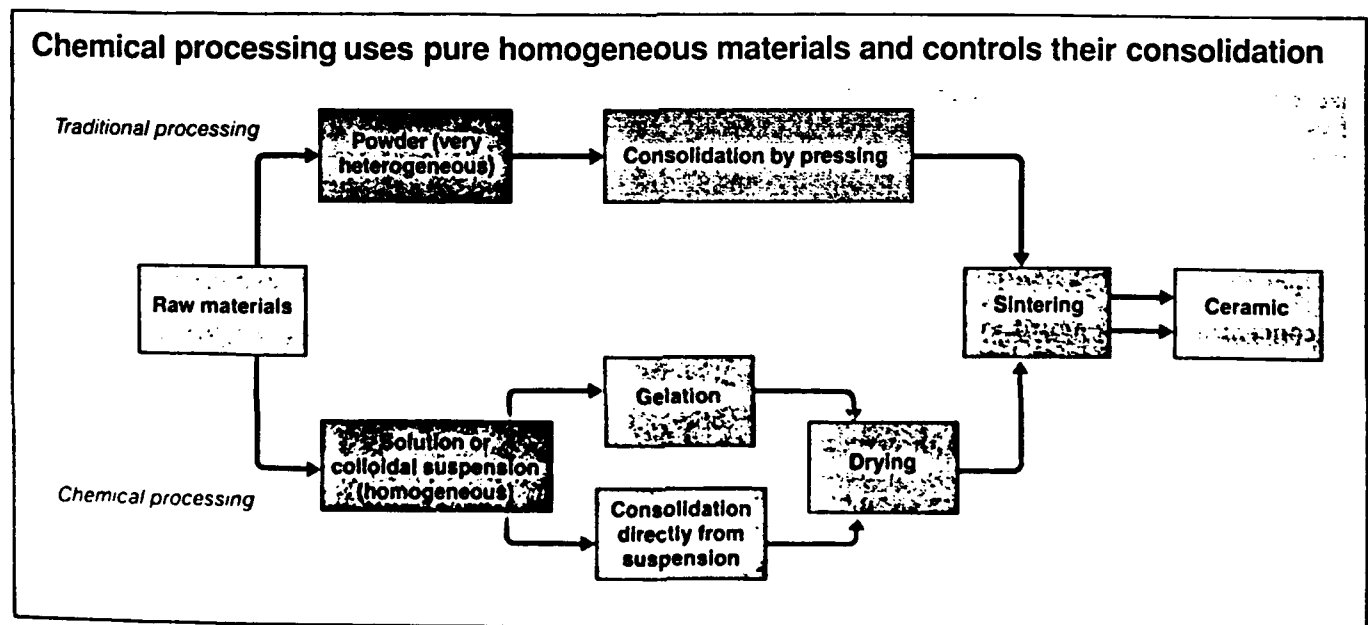 Chemical processing uses pure homogeneous materials and controls their consolidation
Traditional processing
Powder (very
heterogeneous)
Consolidation by pressing
Raw materials
Sintering
Ceramic
Gelation
Solution or
colloidal suspension
(homogeneous)
Drying
Chemical processing
Consolidation
directly from
suspension